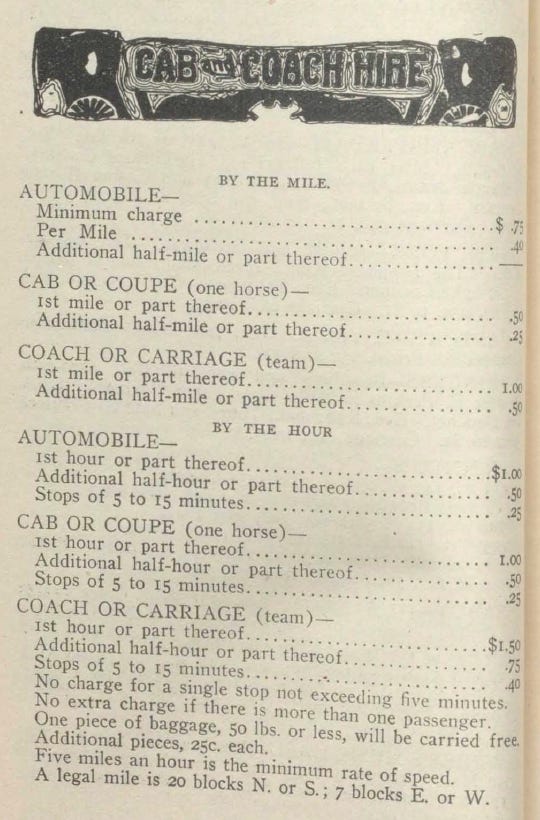 CAB and COACH HIRE
BY THE MILE.
AUTOMOBILE—
Minimum charge ........................................ $ .75
Per Mile ........................................ .40
Additional half-mile or part thereof.................... ——
CAB OR COUPE (one horse)—
1st mile or part thereof........................................ .50
Additional half-mile or part thereof.................... .25
COACH OR CARRIAGE (team)—
1st mile or part thereof........................................ 1.00
Additional half-mile or part thereof.................... .50
BY THE HOUR
AUTOMOBILE—
1st hour or part thereof........................................$1.00
Additional half-hour or part thereof.................... .50
Stops of 5 to 15 minutes........................................ .25
CAB OR COUPE (one horse)—
1st hour or part thereof........................................ 1.00
Additional half-hour or part thereof.................... .50
Stops of 5 to 15 minutes........................................ .25
COACH OR CARRIAGE (team)—
1st hour or part thereof........................................$1.50
Additional half-hour or part thereof.................... .75
Stops of 5 to 15 minutes........................................ .40
No charge for a single stop not exceeding five minutes.
No extra charge if there is more than one passenger.
One piece of baggage, 50 lbs. or less, will be carried free.
Additional pieces, 25c. each.
Five miles an hour is the minimum rate of speed.
A legal mile is 20 blocks N. or S.; 7 blocks E. or W.